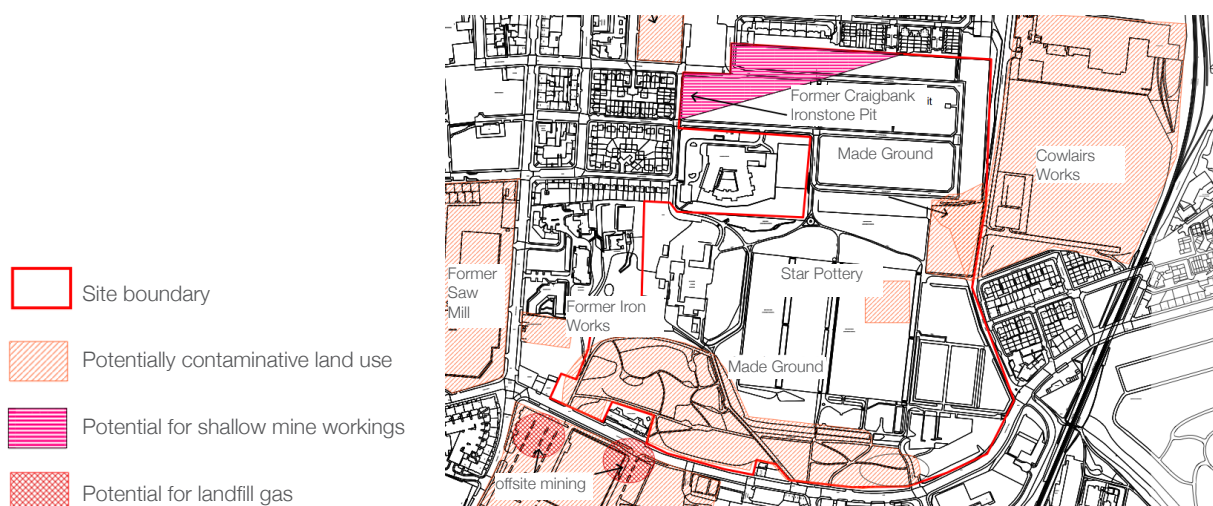 Site boundary
Potentially contaminative land use
Potential for shallow mine workings
Potential for landfill gas
Former Craigbank
Ironstone Pit
it
Made Ground
Cowlairs
Works
Former
Saw
Mill
Star Pottery
Former Iron
Works
Made Ground
offsite mining